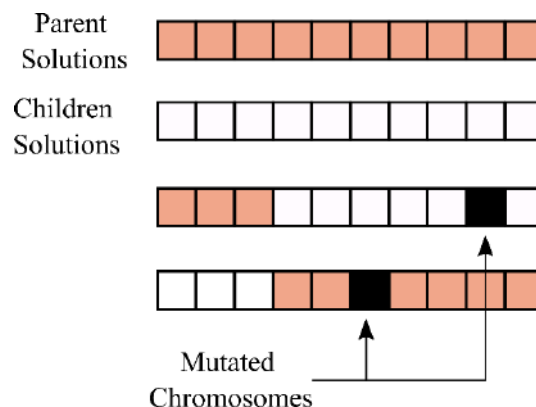 Parent
Solutions
Children
Solutions
Mutated
Chromosomes